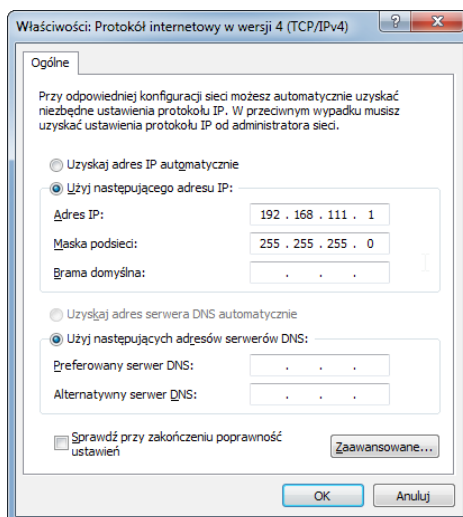 Właściwości: Protokół internetowy w wersji 4 (TCP/IPv4)
Ogólne
Przy odpowiedniej konfiguracji sieci możesz automatycznie uzyskać
niezbędne ustawienia protokołu IP. W przeciwnym wypadku musisz
uzyskać ustawienia protokołu IP od administratora sieci.
Uzyskaj adres IP automatycznie
Użyj następującego adresu IP:
Adres IP: 192 . 168 . 111 . 1
Maska podsieci: 255 . 255 . 255 . 0
Brama domyślna: . . .
Uzyskaj adres serwera DNS automatycznie
Użyj następujących adresów serwerów DNS:
Preferowany serwer DNS: . . .
Alternatywny serwer DNS: . . .
Sprawdź przy zakończeniu poprawność
ustawień
Zaawansowane...
OK Anuluj